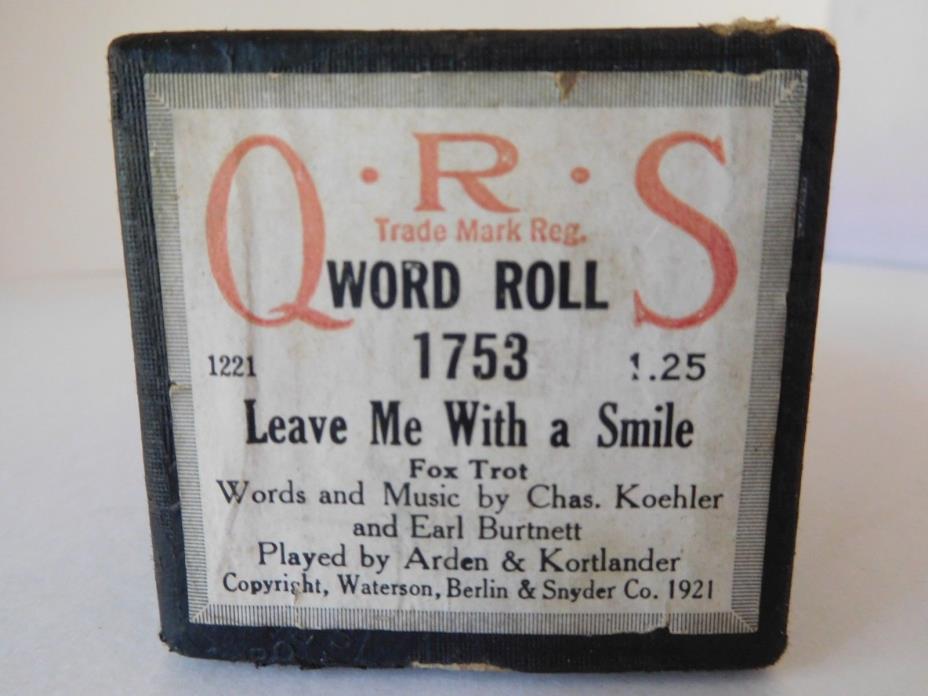 Q·R·S
Trade Mark Reg.
WORD ROLL
1221 1753 1.25
Leave Me With a Smile
Fox Trot
Words and Music by Chas. Koehler
and Earl Burtnett
Played by Arden & Kortlander
Copyright, Waterson, Berlin & Snyder Co. 1921